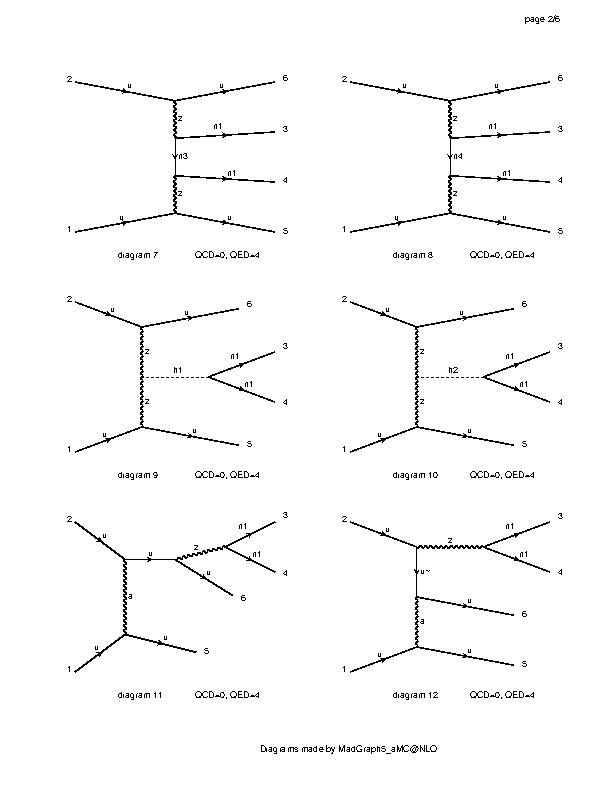 page 2/6
2 u u 6
z
n1 3
n3
n1 4
z
1 u u 5
diagram 7 QCD=0, QED=4
2 u u 6
z
n1 3
n4
n1 4
z
1 u u 5
diagram 8 QCD=0, QED=4
2 u u 6
z
n1 3
h1
n1 4
z
1 u u 5
diagram 9 QCD=0, QED=4
2 u u 6
z
n1 3
h2
n1 4
z
1 u u 5
diagram 10 QCD=0, QED=4
2 u
n1 3
u z n1 4
u 6
a
1 u u 5
diagram 11 QCD=0, QED=4
2 u
z n1 3
n1 4
u~
u 6
a
1 u u 5
diagram 12 QCD=0, QED=4
Diagrams made by MadGraph5_aMC@NLO